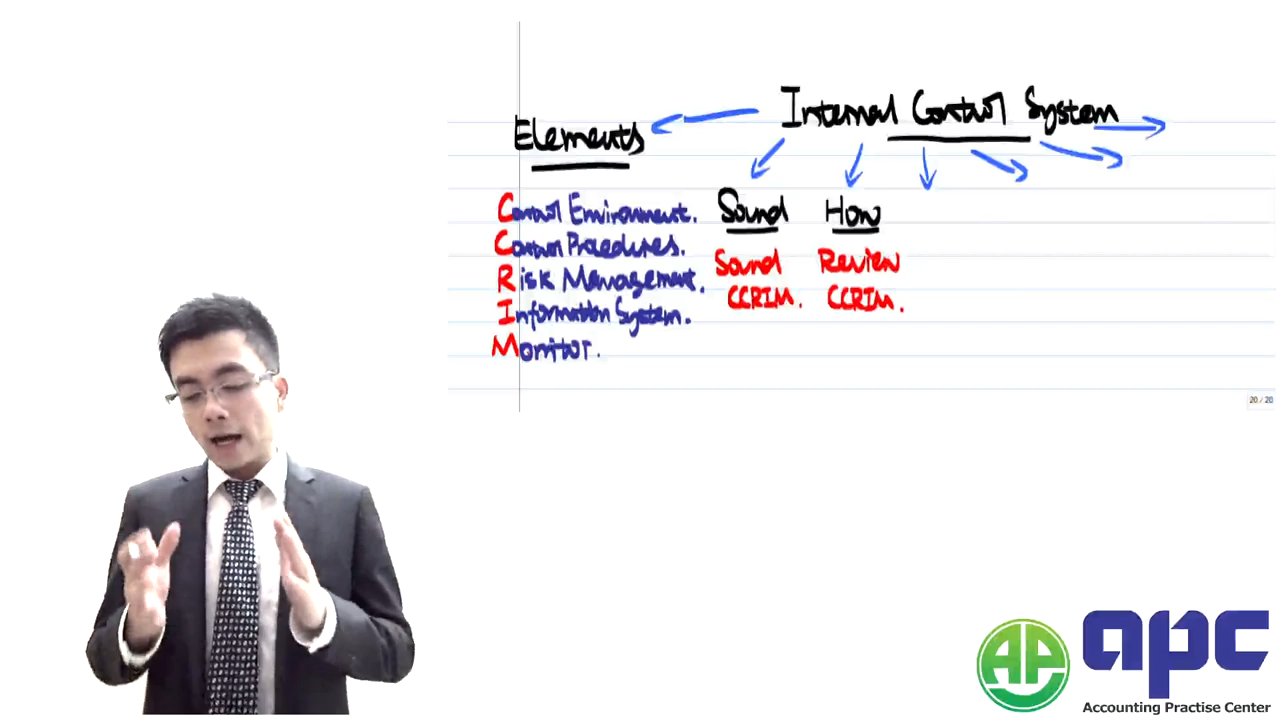 Internal Control System
Elements
Control Environment.
Control Procedures.
Risk Management.
Information System.
Monitor.
Sound
Sound
CCRIM.
How
Review
CCRIM.
20 / 20
AP
apc
Accounting Practise Center